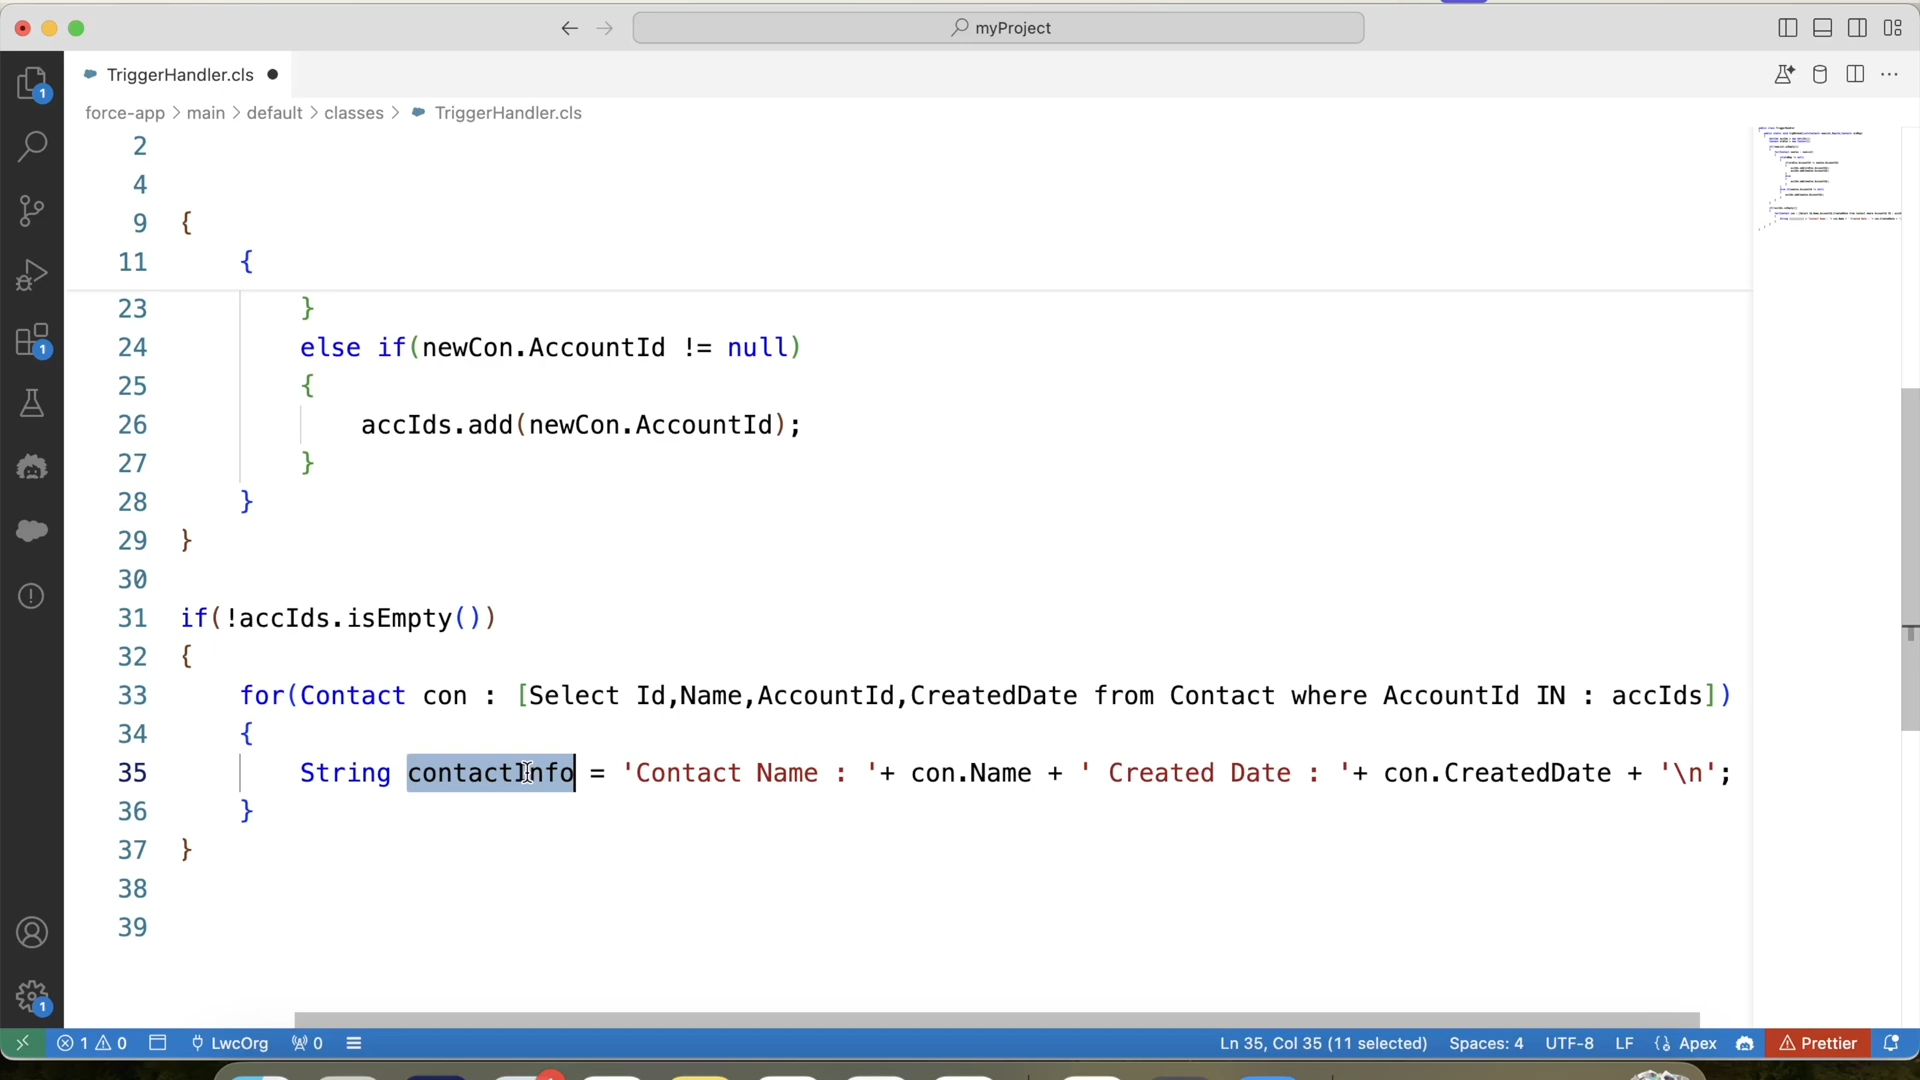 myProject
TriggerHandler.cls
force-app > main > default > classes > TriggerHandler.cls
2
4
9 {
11 {
23 }
24 else if(newCon.AccountId != null)
25 {
26 accIds.add(newCon.AccountId);
27 }
28 }
29 }
30
31 if(!accIds.isEmpty())
32 {
33 for(Contact con : [Select Id,Name,AccountId,CreatedDate from Contact where AccountId IN : accIds])
34 {
35 String contactInfo = 'Contact Name : '+ con.Name + ' Created Date : '+ con.CreatedDate + '\n';
36 }
37 }
38
39
1
1
1
1 0 LwcOrg 0 Ln 35, Col 35 (11 selected) Spaces: 4 UTF-8 LF {} Apex Prettier